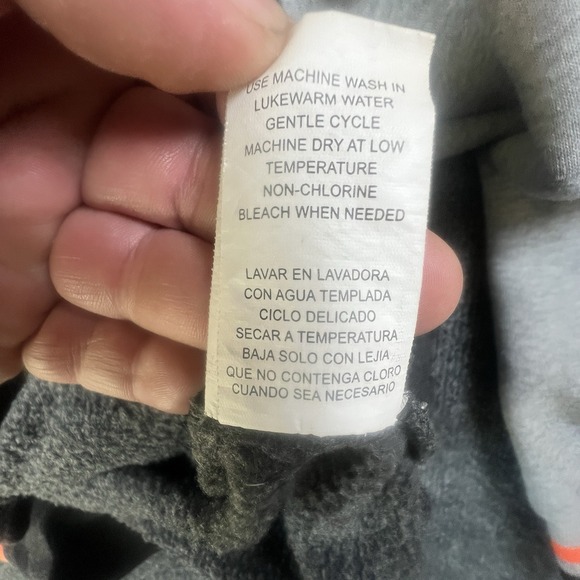 USE MACHINE WASH IN
LUKEWARM WATER
GENTLE CYCLE
MACHINE DRY AT LOW
TEMPERATURE
NON-CHLORINE
BLEACH WHEN NEEDED
LAVAR EN LAVADORA
CON AGUA TEMPLADA
CICLO DELICADO
SECAR A TEMPERATURA
BAJA SOLO CON LEJIA
QUE NO CONTENGA CLORO
CUANDO SEA NECESARIO